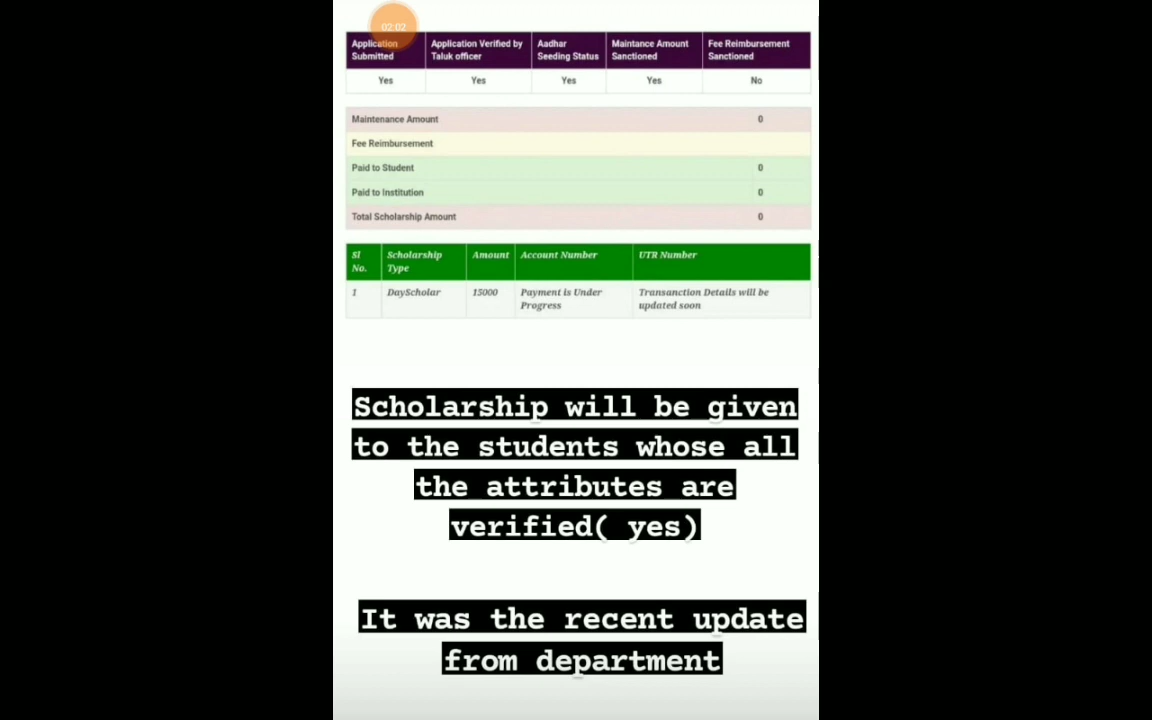 02:02
Application Submitted Application Verified by Taluk officer Aadhar Seeding Status Maintance Amount Sanctioned Fee Reimbursement Sanctioned
Yes Yes Yes Yes No
Maintenance Amount 0
Fee Reimbursement
Paid to Student 0
Paid to Institution 0
Total Scholarship Amount 0
Sl No. Scholarship Type Amount Account Number UTR Number
1 DayScholar 15000 Payment is Under Progress Transanction Details will be updated soon
Scholarship will be given
to the students whose all
the attributes are
verified( yes)
It was the recent update
from department